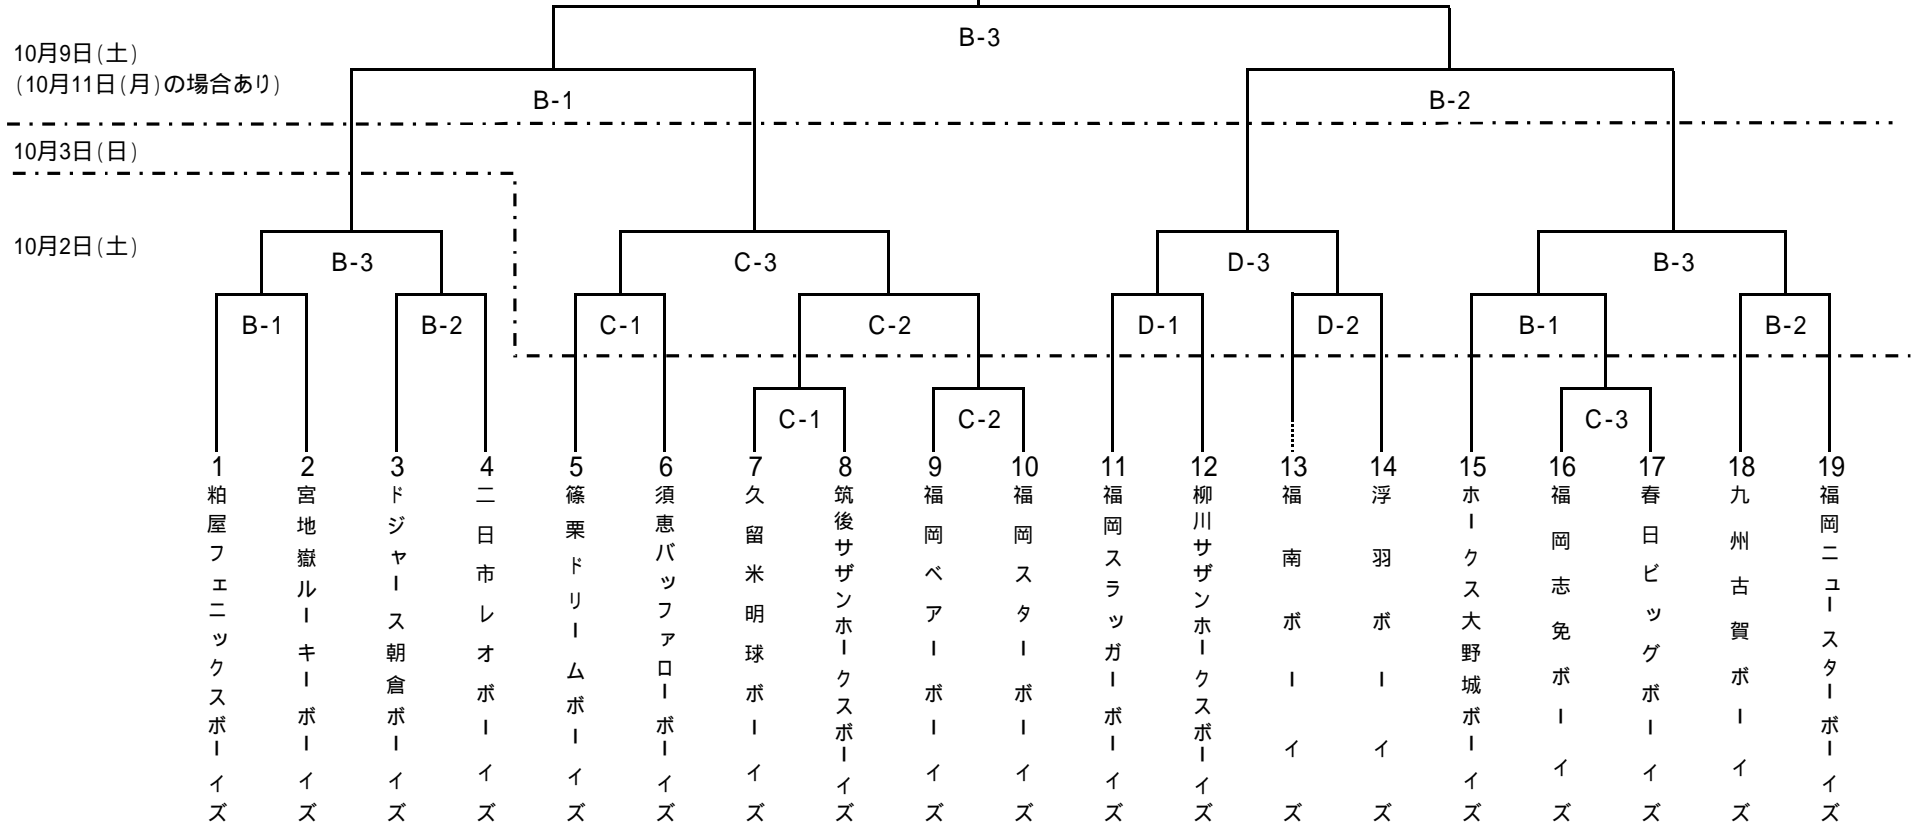 B-3
10月9日(土)
(10月11日(月)の場合あり)
B-1
B-2
10月3日(日)
10月2日(土)
B-3
C-3
D-3
B-3
B-1
B-2
C-1
C-2
D-1
D-2
B-1
B-2
C-1
C-2
C-3
1
粕屋フェニックスボーイズ
2
宮地嶽ルーキーボーイズ
3
ドジャース朝倉ボーイズ
4
二日市レオボーイズ
5
篠栗ドリームボーイズ
6
須恵バッファローボーイズ
7
久留米明球ボーイズ
8
筑後サザンホークスボーイズ
9
福岡ベアーボーイズ
10
福岡スターボーイズ
11
福岡スラッガーボーイズ
12
柳川サザンホークスボーイズ
13
福南ボーイズ
14
浮羽ボーイズ
15
ホークス大野城ボーイズ
16
福岡志免ボーイズ
17
春日ビッグボーイズ
18
九州古賀ボーイズ
19
福岡ニュースターボーイズ